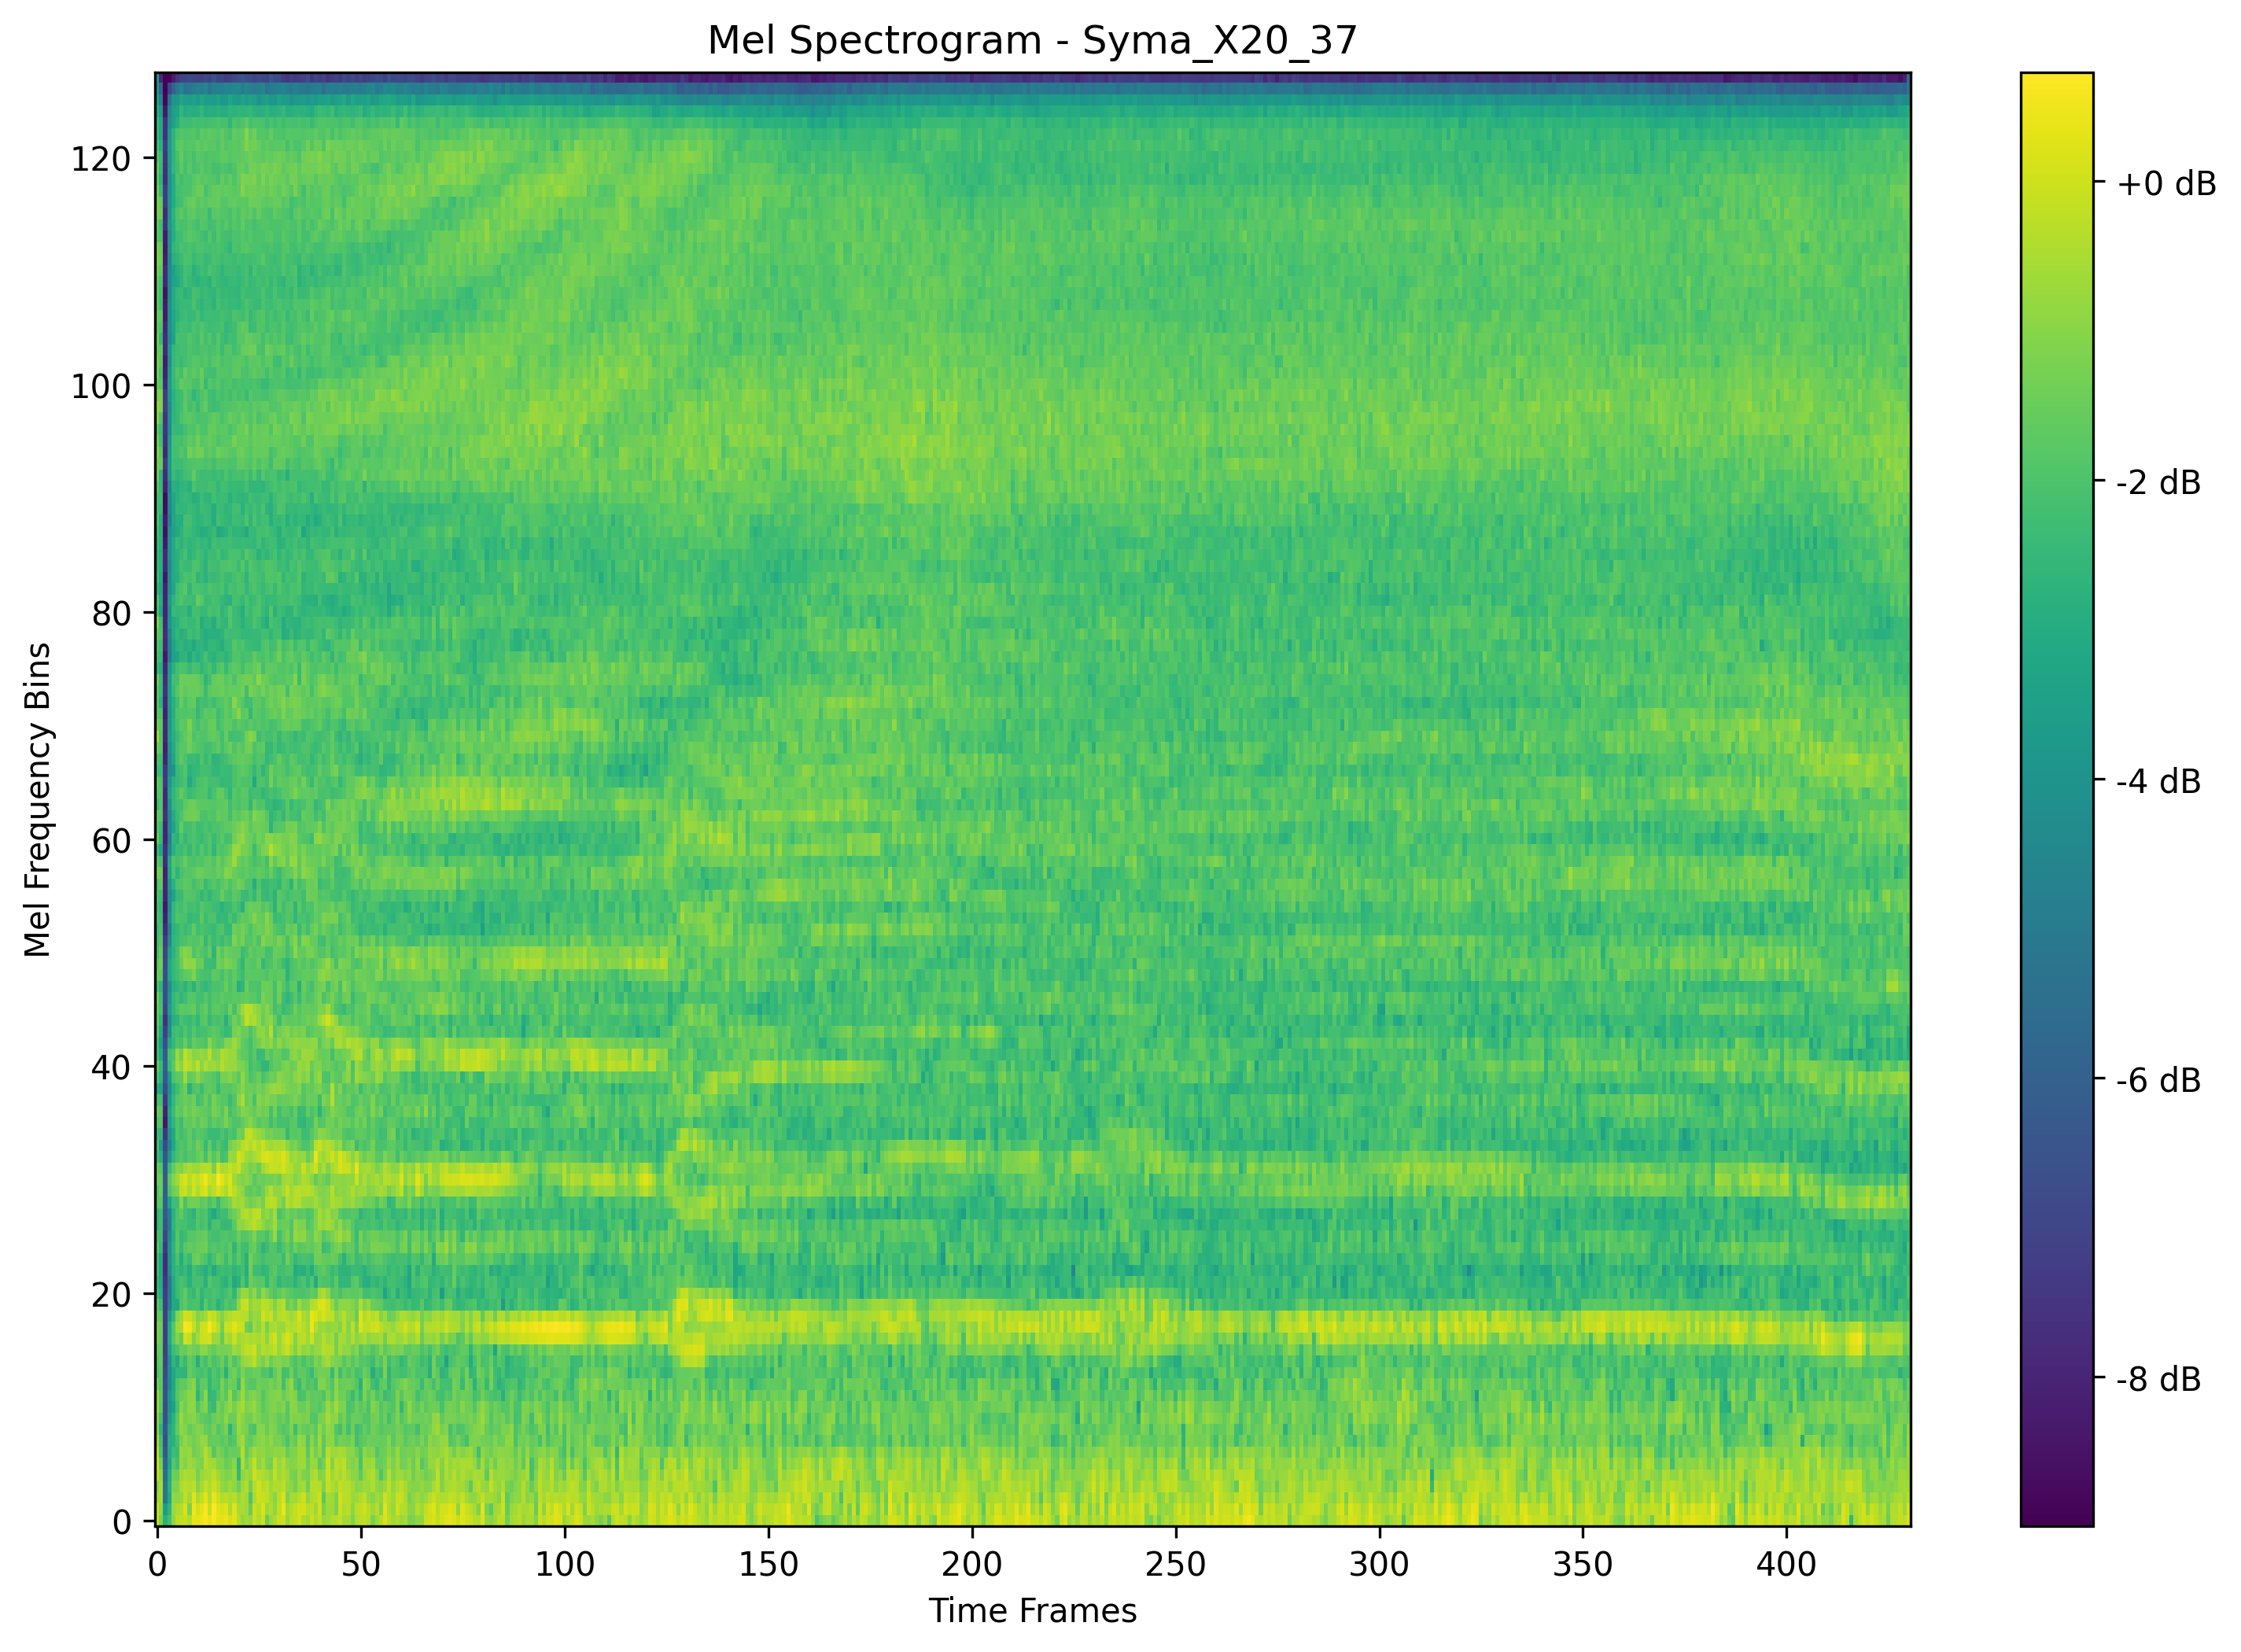 Mel Spectrogram - Syma_X20_37
Mel Frequency Bins
120
100
80
60
40
20
0
0 50 100 150 200 250 300 350 400
Time Frames
+0 dB
-2 dB
-4 dB
-6 dB
-8 dB